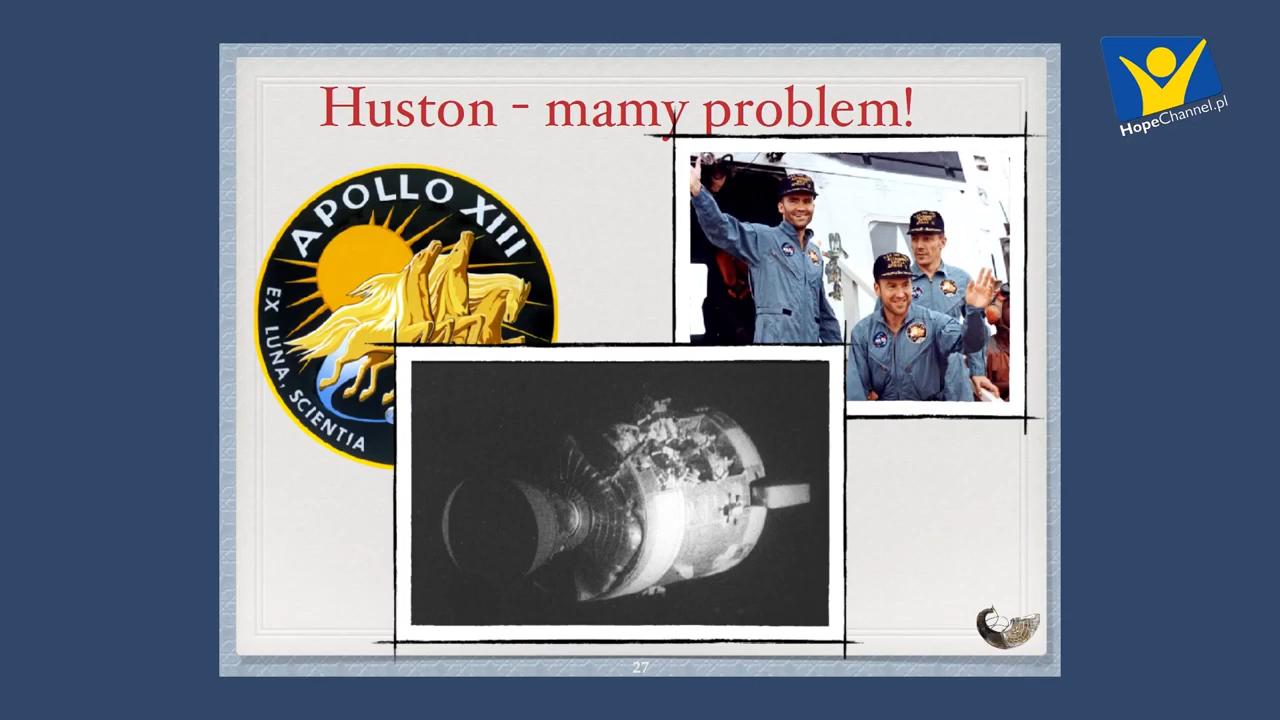 Huston - mamy problem!
HopeChannel.pl
APOLLO XIII
EX LUNA, SCIENTIA
27